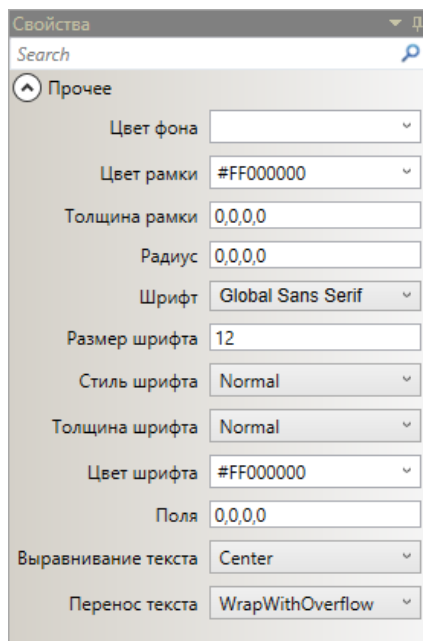 Свойства
Search
Прочее
Цвет фона
Цвет рамки #FF000000
Толщина рамки 0,0,0,0
Радиус 0,0,0,0
Шрифт Global Sans Serif
Размер шрифта 12
Стиль шрифта Normal
Толщина шрифта Normal
Цвет шрифта #FF000000
Поля 0,0,0,0
Выравнивание текста Center
Перенос текста WrapWithOverflow